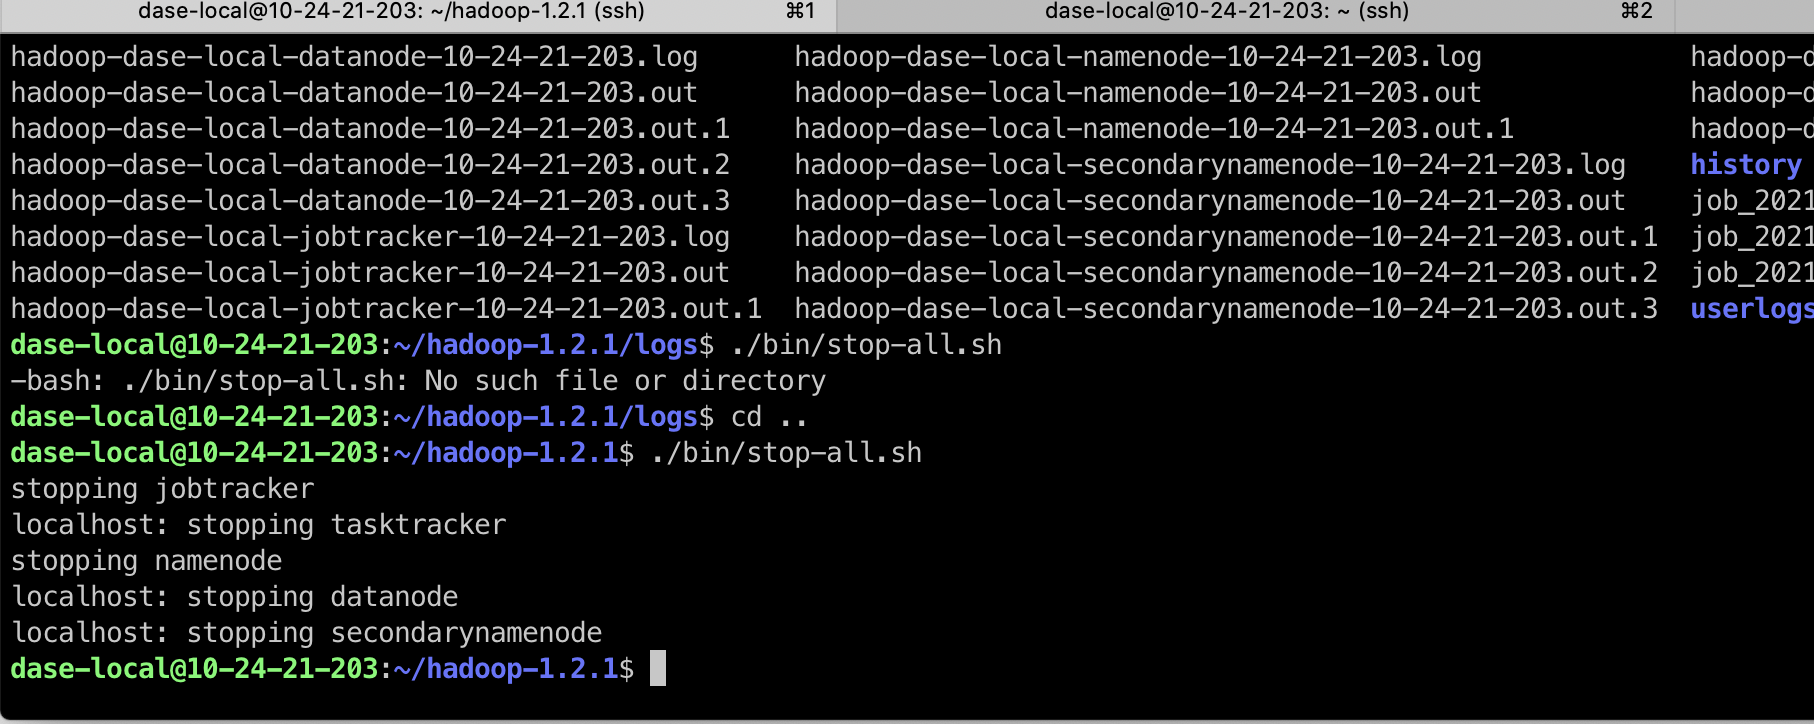 dase-local@10-24-21-203: ~/hadoop-1.2.1 (ssh) ⌘1 dase-local@10-24-21-203: ~ (ssh) ⌘2
hadoop-dase-local-datanode-10-24-21-203.log hadoop-dase-local-namenode-10-24-21-203.log hadoop-d
hadoop-dase-local-datanode-10-24-21-203.out hadoop-dase-local-namenode-10-24-21-203.out hadoop-d
hadoop-dase-local-datanode-10-24-21-203.out.1 hadoop-dase-local-namenode-10-24-21-203.out.1 hadoop-d
hadoop-dase-local-datanode-10-24-21-203.out.2 hadoop-dase-local-secondarynamenode-10-24-21-203.log history
hadoop-dase-local-datanode-10-24-21-203.out.3 hadoop-dase-local-secondarynamenode-10-24-21-203.out job_2021
hadoop-dase-local-jobtracker-10-24-21-203.log hadoop-dase-local-secondarynamenode-10-24-21-203.out.1 job_2021
hadoop-dase-local-jobtracker-10-24-21-203.out hadoop-dase-local-secondarynamenode-10-24-21-203.out.2 job_2021
hadoop-dase-local-jobtracker-10-24-21-203.out.1 hadoop-dase-local-secondarynamenode-10-24-21-203.out.3 userlogs
dase-local@10-24-21-203:~/hadoop-1.2.1/logs$ ./bin/stop-all.sh
-bash: ./bin/stop-all.sh: No such file or directory
dase-local@10-24-21-203:~/hadoop-1.2.1/logs$ cd ..
dase-local@10-24-21-203:~/hadoop-1.2.1$ ./bin/stop-all.sh
stopping jobtracker
localhost: stopping tasktracker
stopping namenode
localhost: stopping datanode
localhost: stopping secondarynamenode
dase-local@10-24-21-203:~/hadoop-1.2.1$